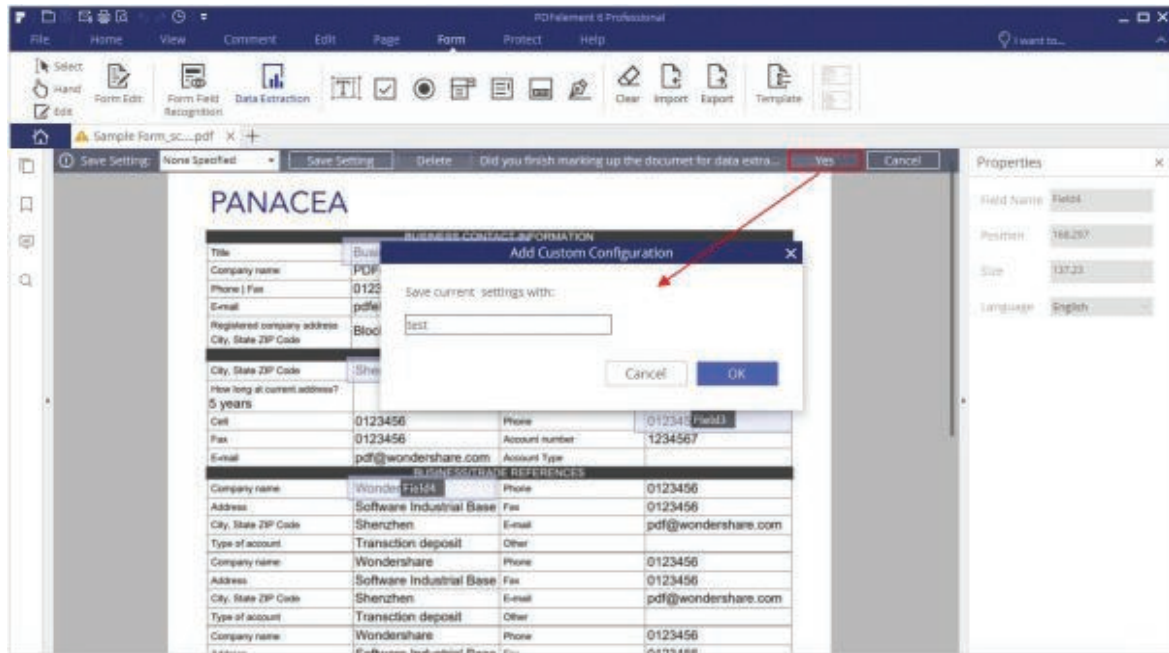 PDFelement 6 Professional
File Home View Comment Edit Page Form Protect Help I want to...
Select
Hand
Edit
Form Edit
Form Field Recognition
Data Extraction
Clear Import Export Template
Sample Form_sc....pdf
Save Setting: None Specified Save Setting Delete Did you finish marking up the documet for data extra... Yes Cancel
Properties
Field Name Field4
Position
Size 137,23
Language English
PANACEA
BUSINESS CONTACT INFORMATION
Title Busi
Company name PDF
Phone | Fax 0123
E-mail pdfel
Registered company address
City, State ZIP Code
Add Custom Configuration
Save current settings with:
test
Cancel OK
City, State ZIP Code She
How long at current address?
5 years
Cell 0123456 Phone 012345 Field3
Fax 0123456 Account number 1234567
E-mail pdf@wondershare.com Account Type
BUSINESS/TRADE REFERENCES
Company name Wonder Field4 Phone 0123456
Address Software Industrial Base Fax 0123456
City, State ZIP Code Shenzhen E-mail pdf@wondershare.com
Type of account Transction deposit Other
Company name Wondershare Phone 0123456
Address Software Industrial Base Fax 0123456
City, State ZIP Code Shenzhen E-mail pdf@wondershare.com
Type of account Transction deposit Other
Company name Wondershare Phone 0123456